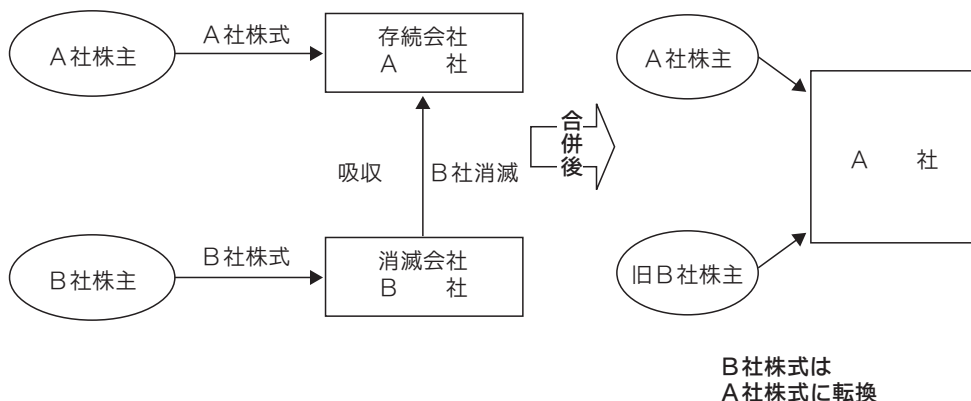 A社株主
A社株式
存続会社
A 社
吸収
B社消滅
B社株主
B社株式
消滅会社
B 社
合併後
A社株主
A 社
旧B社株主
B社株式は
A社株式に転換